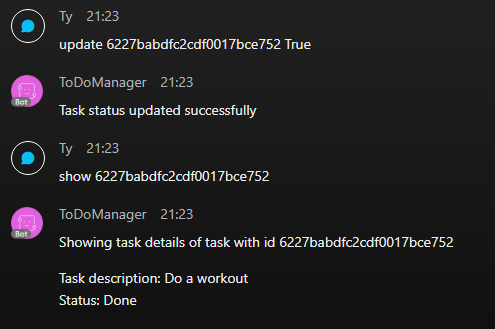 Ty 21:23
update 6227babdfc2cdf0017bce752 True
ToDoManager 21:23
Bot
Task status updated successfully
Ty 21:23
show 6227babdfc2cdf0017bce752
ToDoManager 21:23
Bot
Showing task details of task with id 6227babdfc2cdf0017bce752
Task description: Do a workout
Status: Done